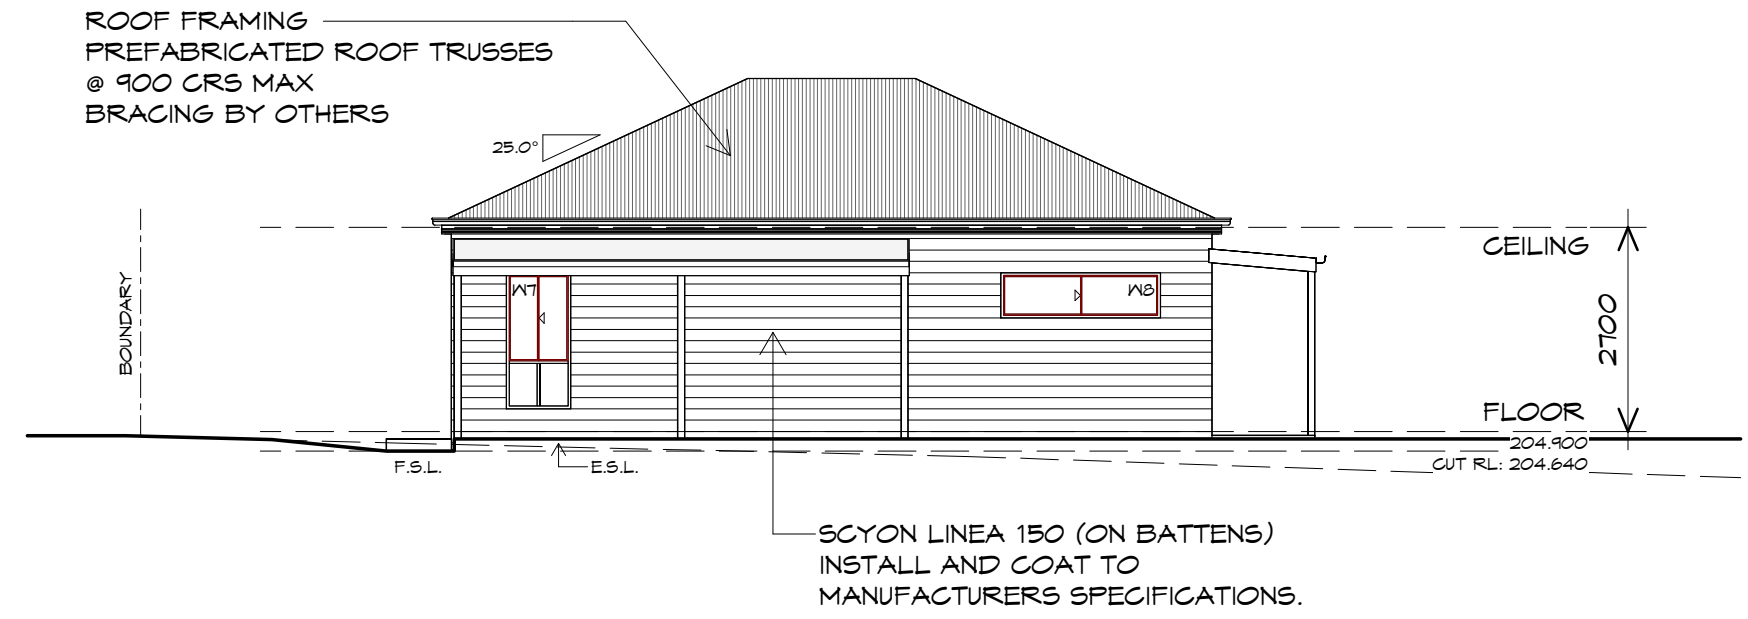 ROOF FRAMING
PREFABRICATED ROOF TRUSSES
@ 900 CRS MAX
BRACING BY OTHERS
25.0°
BOUNDARY
W7
W8
CEILING
2700
FLOOR
204.900
CUT RL: 204.640
F.S.L.
E.S.L.
SCYON LINEA 150 (ON BATTENS)
INSTALL AND COAT TO
MANUFACTURERS SPECIFICATIONS.